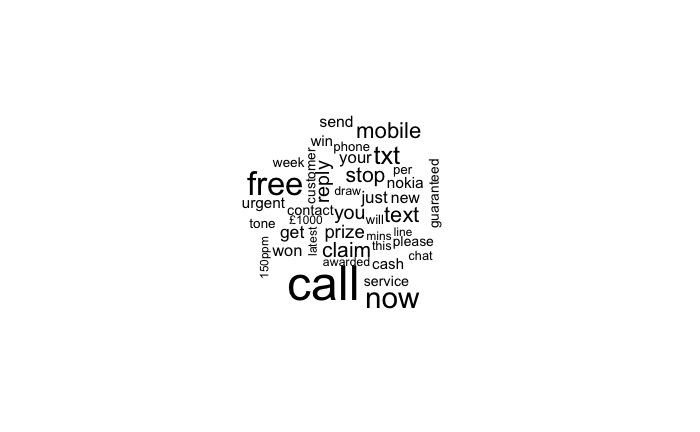 send
mobile
win
phone
your
txt
week
customer
reply
stop
per
guaranteed
free
draw
nokia
urgent
just
new
contact
you
will
text
£1000
tone
get
latest
prize
mins
line
150ppm
won
claim
this
please
awarded
cash
chat
call
service
now